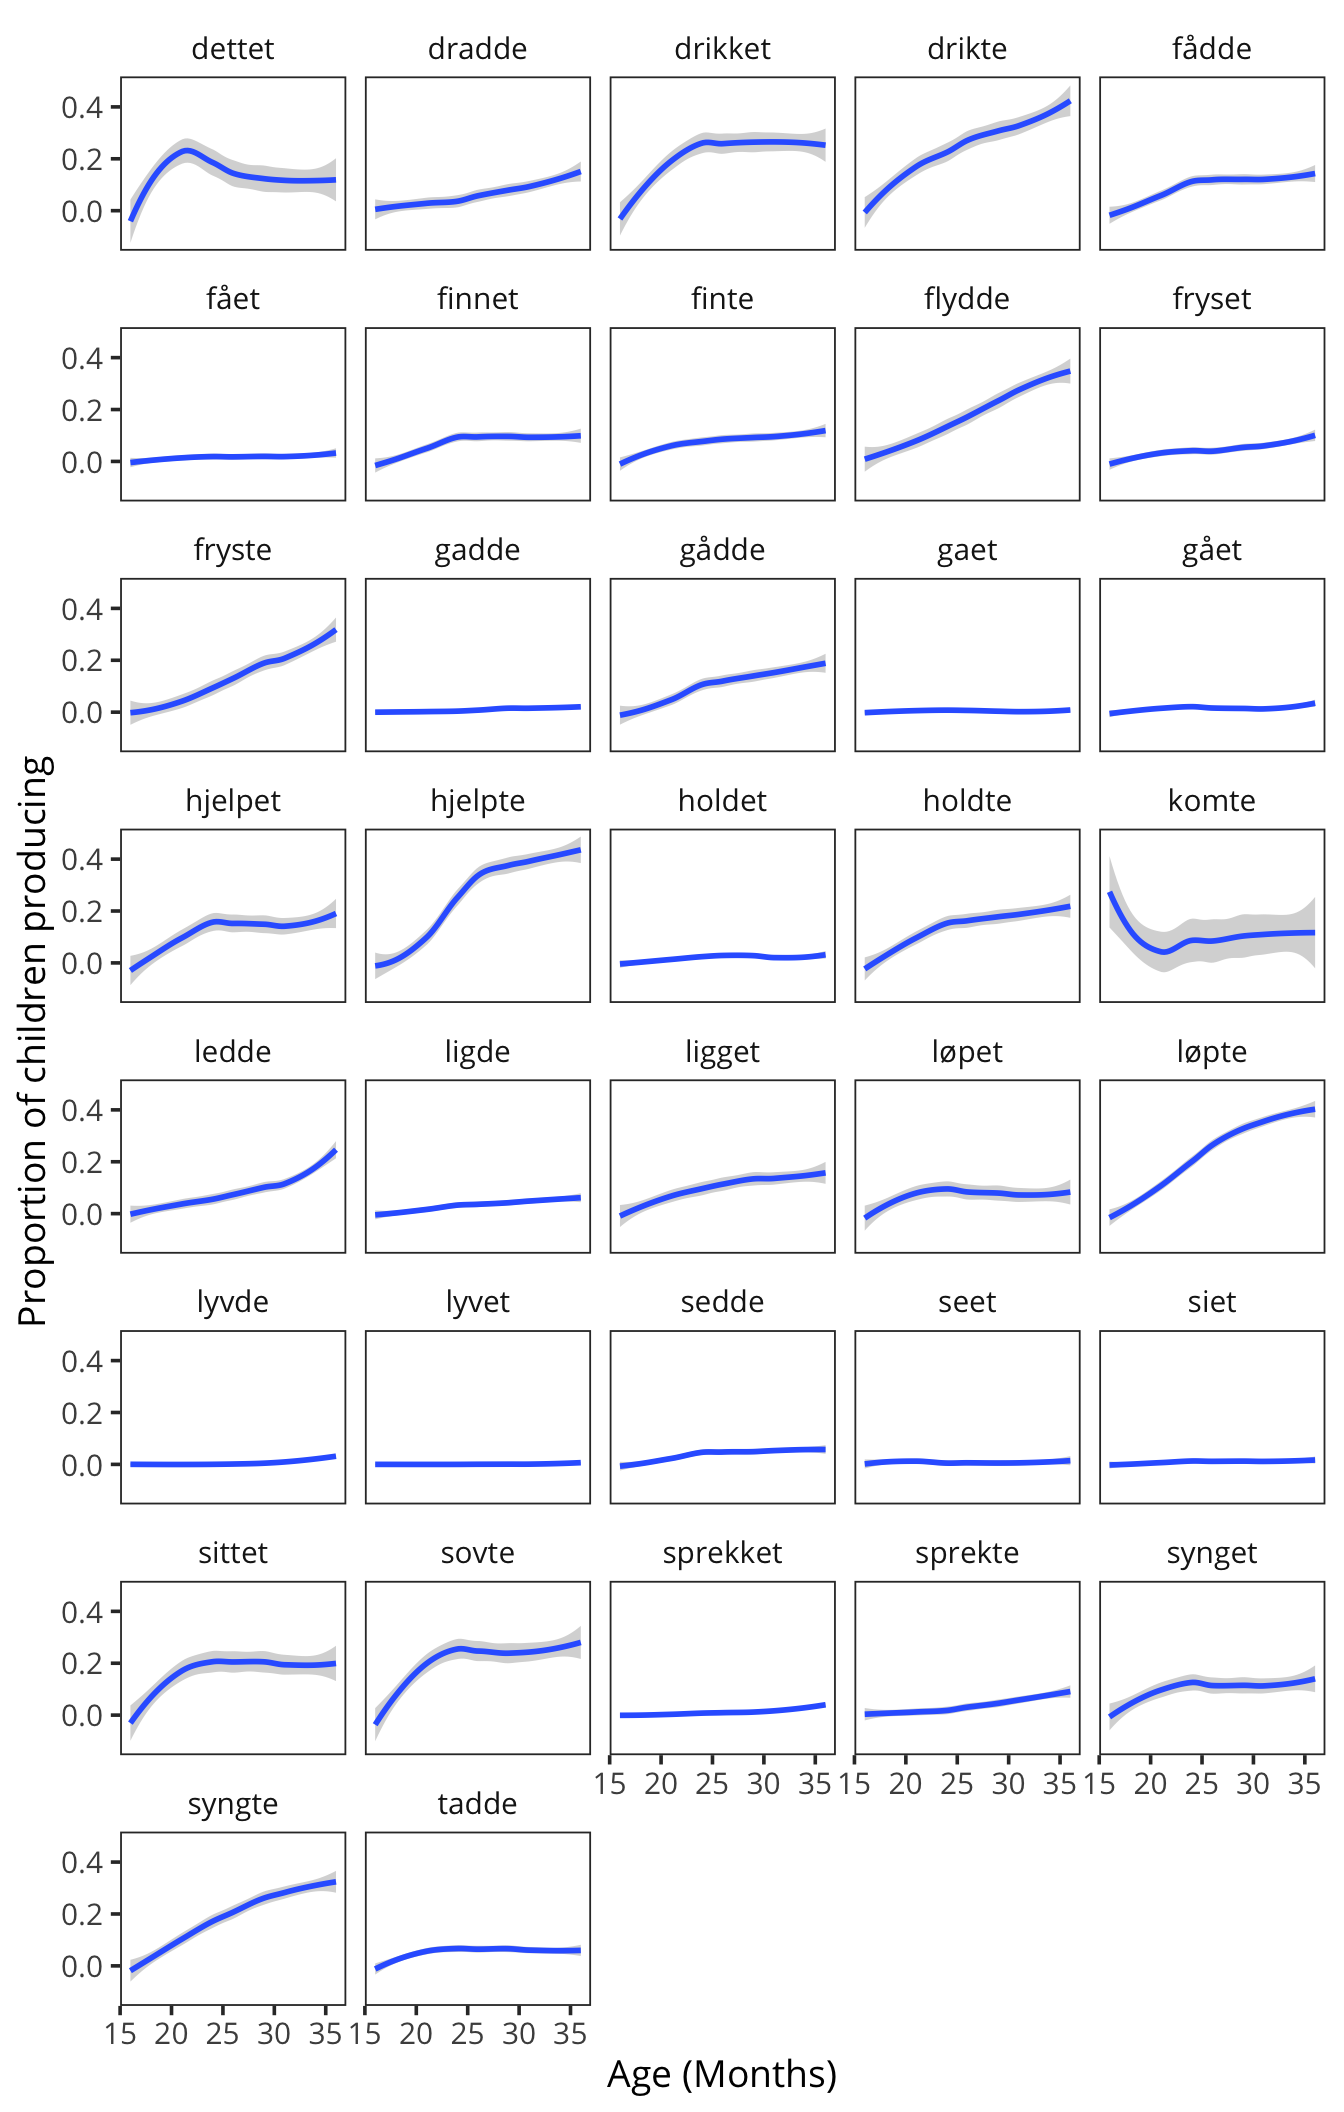 dettet dradde drikket drikte fådde
0.4
0.2
0.0
fået finnet finte flydde fryset
0.4
0.2
0.0
fryste gadde gådde gaet gået
0.4
0.2
0.0
hjelpet hjelpte holdet holdte komte
0.4
0.2
0.0
ledde ligde ligget løpet løpte
0.4
0.2
0.0
lyvde lyvet sedde seet siet
0.4
0.2
0.0
sittet sovte sprekket sprekte synget
0.4
0.2
0.0
15 20 25 30 35 15 20 25 30 35 15 20 25 30 35
syngte tadde
0.4
0.2
0.0
15 20 25 30 35 15 20 25 30 35
Age (Months)
Proportion of children producing